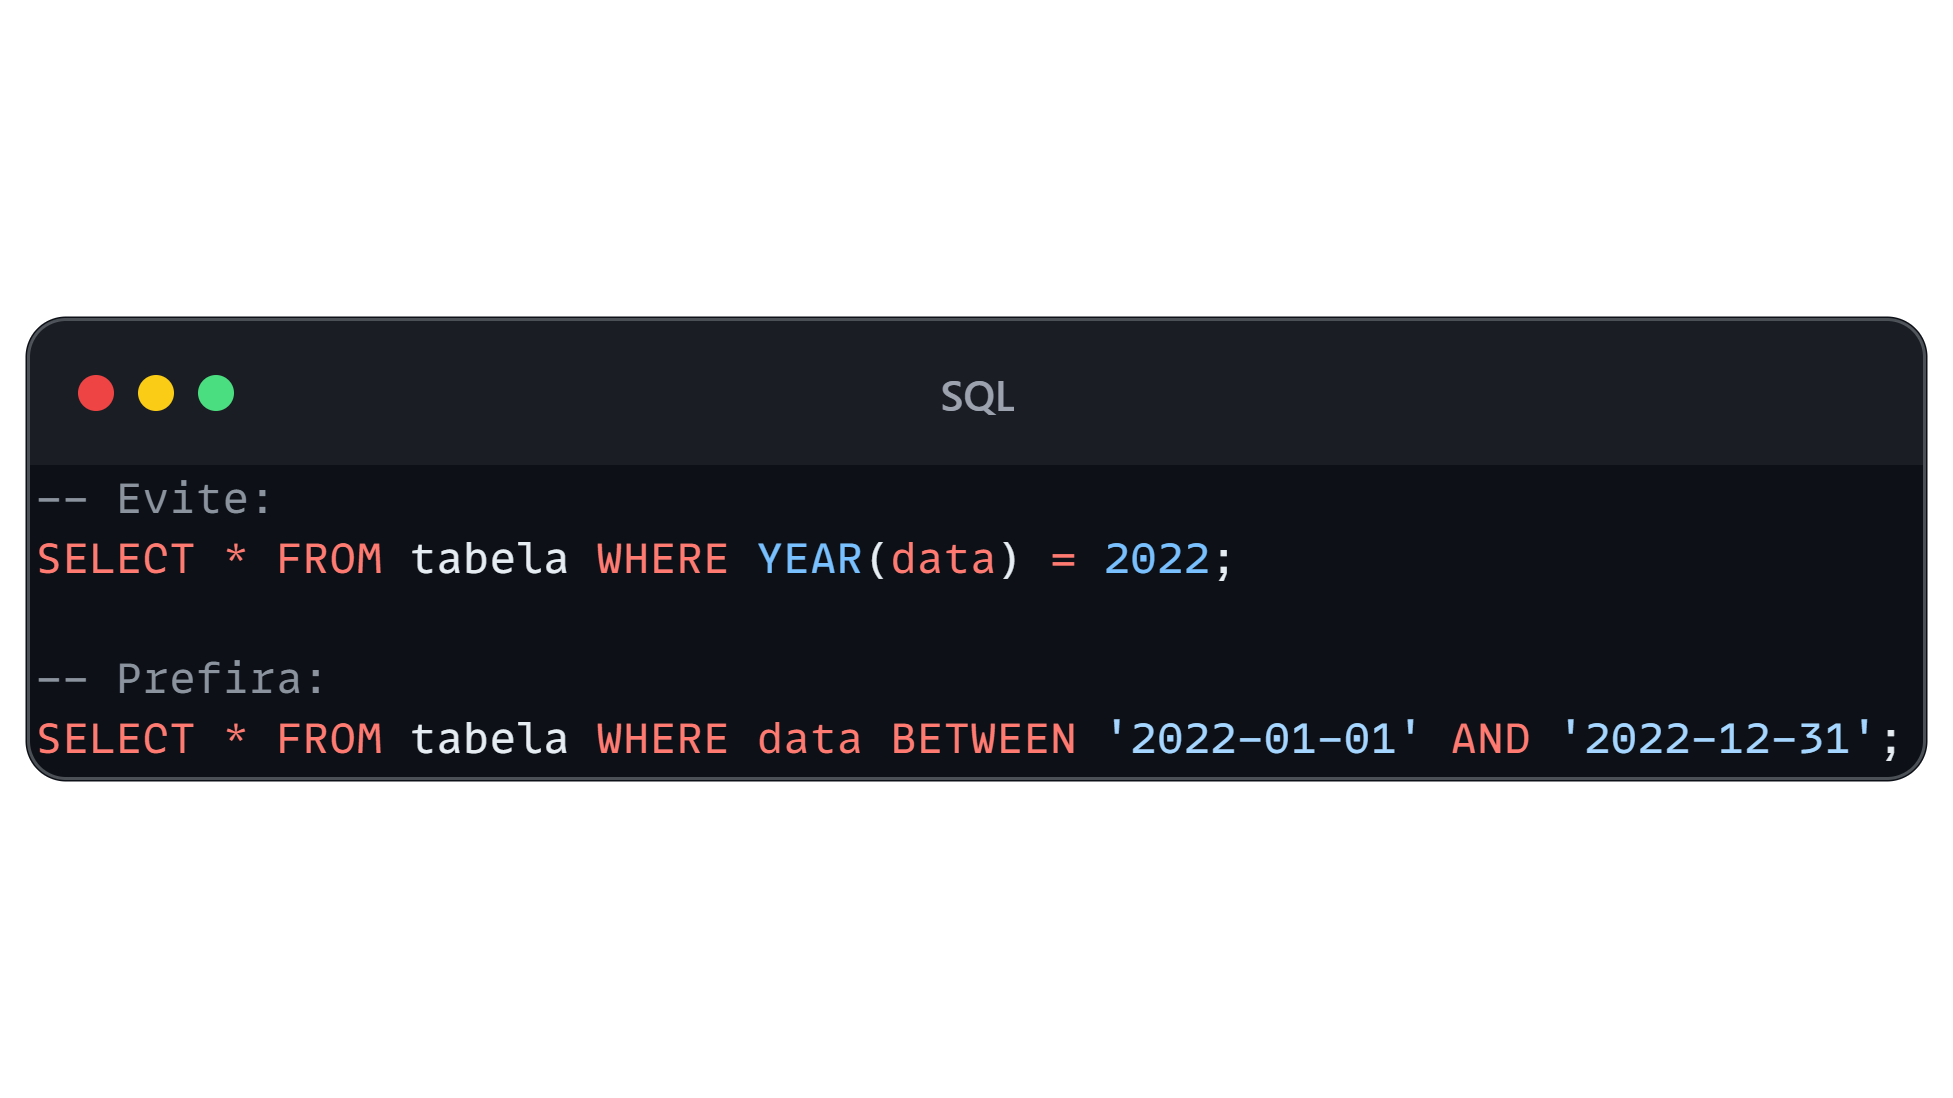 SQL
-- Evite:
SELECT * FROM tabela WHERE YEAR(data) = 2022;
-- Prefira:
SELECT * FROM tabela WHERE data BETWEEN '2022-01-01' AND '2022-12-31';